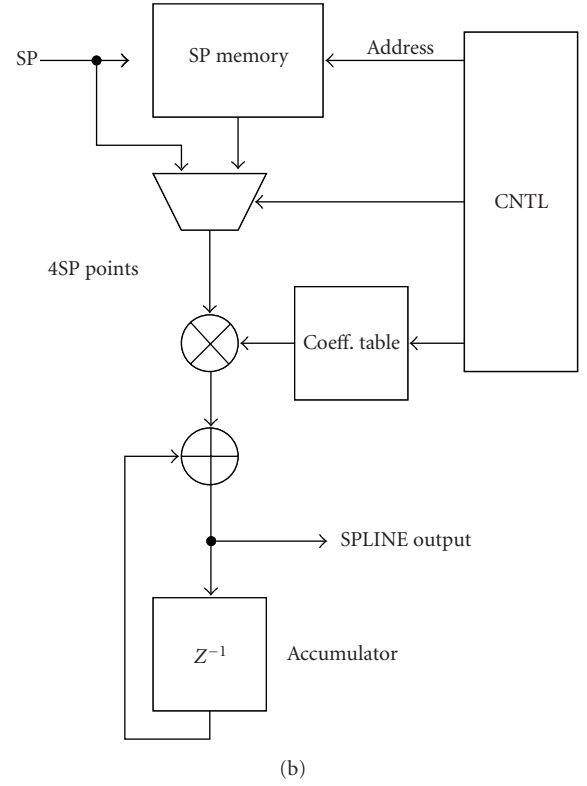 SP
SP memory
Address
CNTL
4SP points
Coeff. table
SPLINE output
Z⁻¹
Accumulator
(b)